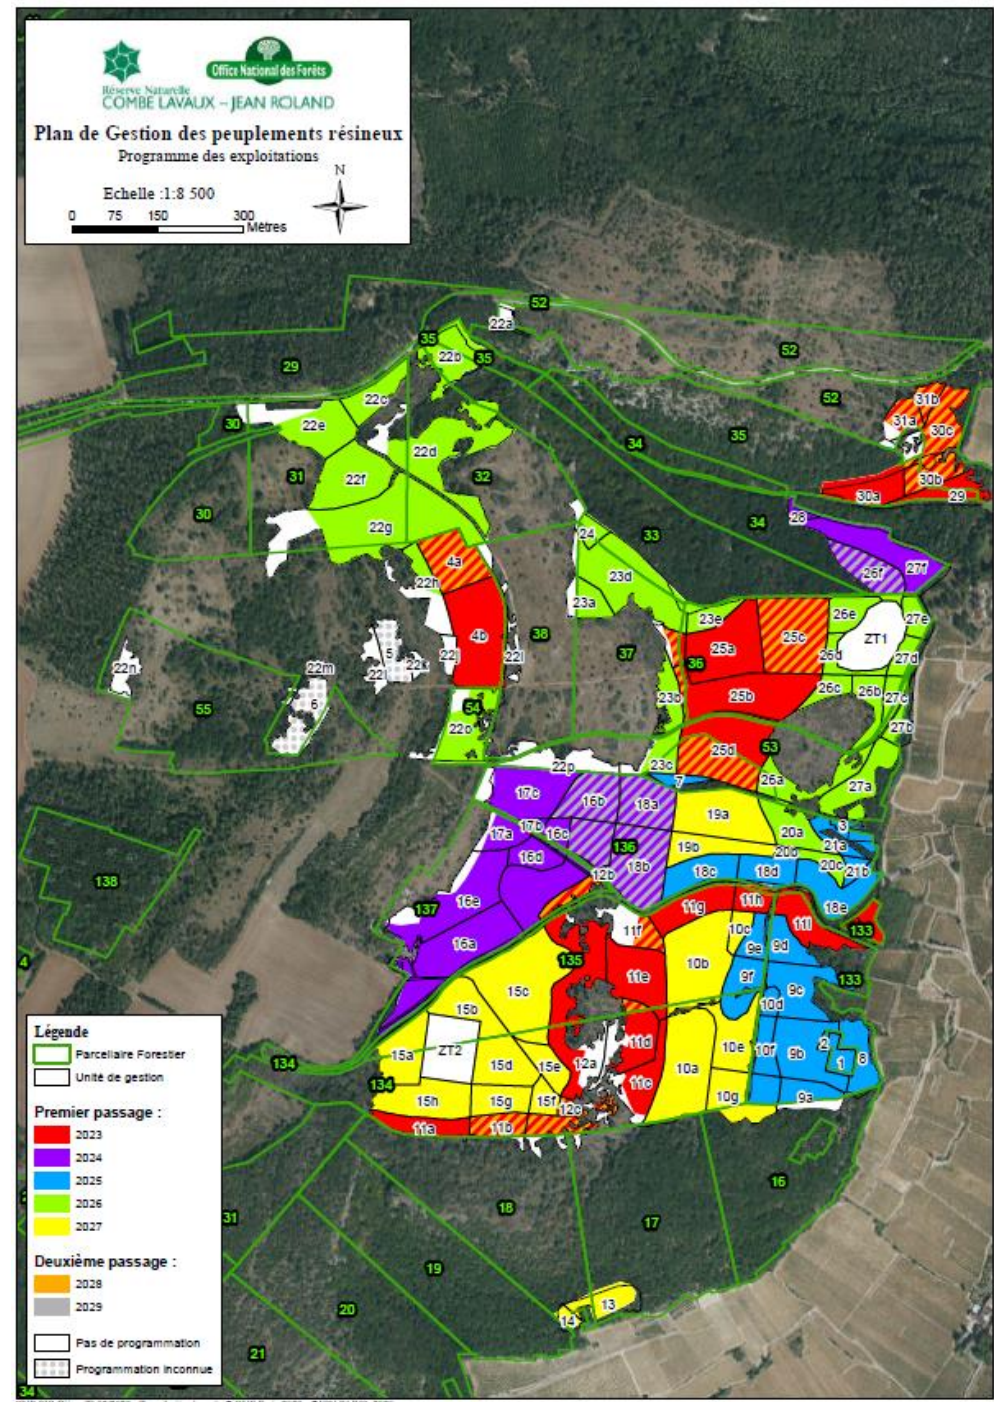 Réserve Naturelle
COMBE LAVAUX – JEAN ROLAND
Office National des Forêts
Plan de Gestion des peuplements résineux
Programme des exploitations
N
Echelle :1:8 500
0 75 150 300
Mètres
52
22a
35
22b
35
52
29
22c
52
31b
30
22e
31a
30c
34
35
22d
31
32
30b
22f
30a
29
30
28
34
22g
24
33
4a
26f
27f
22h
23d
23a
23e
26e
27e
4b
38
25a
25c
ZT1
5
22j
37
36
26d
27d
22n
22m
22k
22l
22i
25b
26c
26b
27c
55
6
54
23b
22o
27b
25d
53
22p
23c
26a
27a
7
17c
16b
18a
19a
3
17b
20a
17a
16c
136
21a
16d
19b
20b
138
18b
20c
21b
12b
18c
18d
16e
11h
18e
137
11g
11f
10c
11i
133
16a
9e
9d
135
10b
11e
9f
133
15c
9c
15b
10d
4
11d
2
15a
ZT2
10e
10f
9b
134
15d
15e
12a
1
8
134
11c
10a
15h
15g
15f
12c
10g
9a
11a
11b
16
18
31
17
19
13
20
14
21
34
Légende
Parcellaire Forestier
Unité de gestion
Premier passage :
2023
2024
2025
2026
2027
Deuxième passage :
2028
2029
Pas de programmation
Programmation inconnue